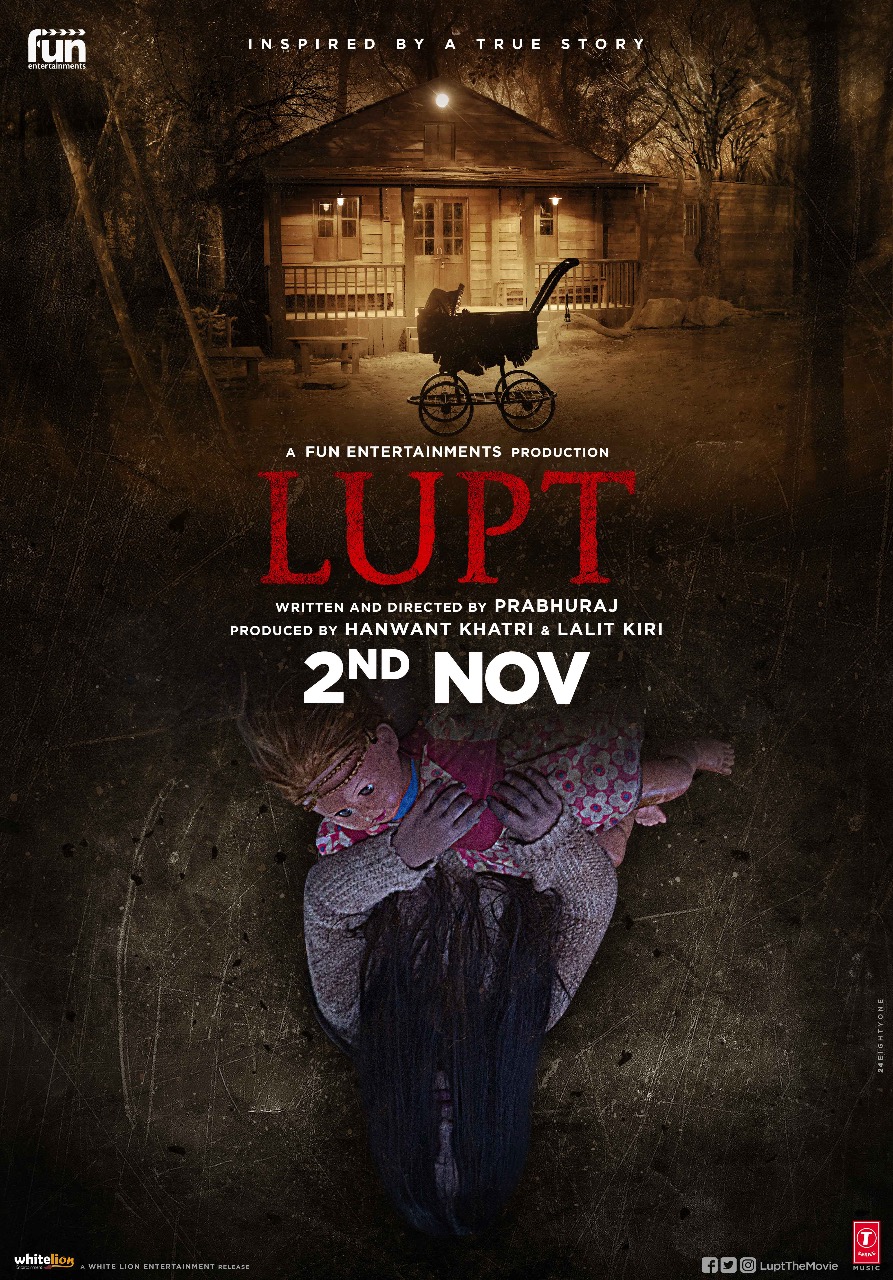 fun
entertainments
INSPIRED BY A TRUE STORY
A FUN ENTERTAINMENTS PRODUCTION
LUPT
WRITTEN AND DIRECTED BY PRABHURAJ
PRODUCED BY HANWANT KHATRI & LALIT KIRI
2ND NOV
24EIGHTYONE
whitelion
A WHITE LION ENTERTAINMENT RELEASE
LuptTheMovie
T
MUSIC